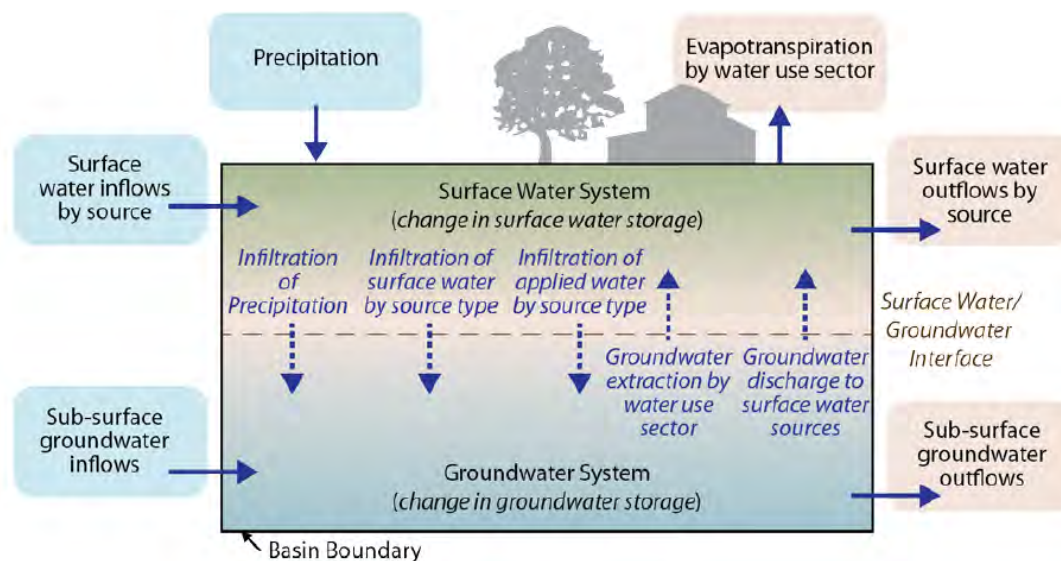 Precipitation
Evapotranspiration
by water use sector
Surface
water inflows
by source
Surface Water System
(change in surface water storage)
Surface water
outflows by
source
Infiltration
of
Precipitation
Infiltration of
surface water
by source type
Infiltration of
applied water
by source type
Surface Water/
Groundwater
Interface
Groundwater
extraction by
water use
sector
Groundwater
discharge to
surface water
sources
Sub-surface
groundwater
inflows
Groundwater System
(change in groundwater storage)
Sub-surface
groundwater
outflows
Basin Boundary